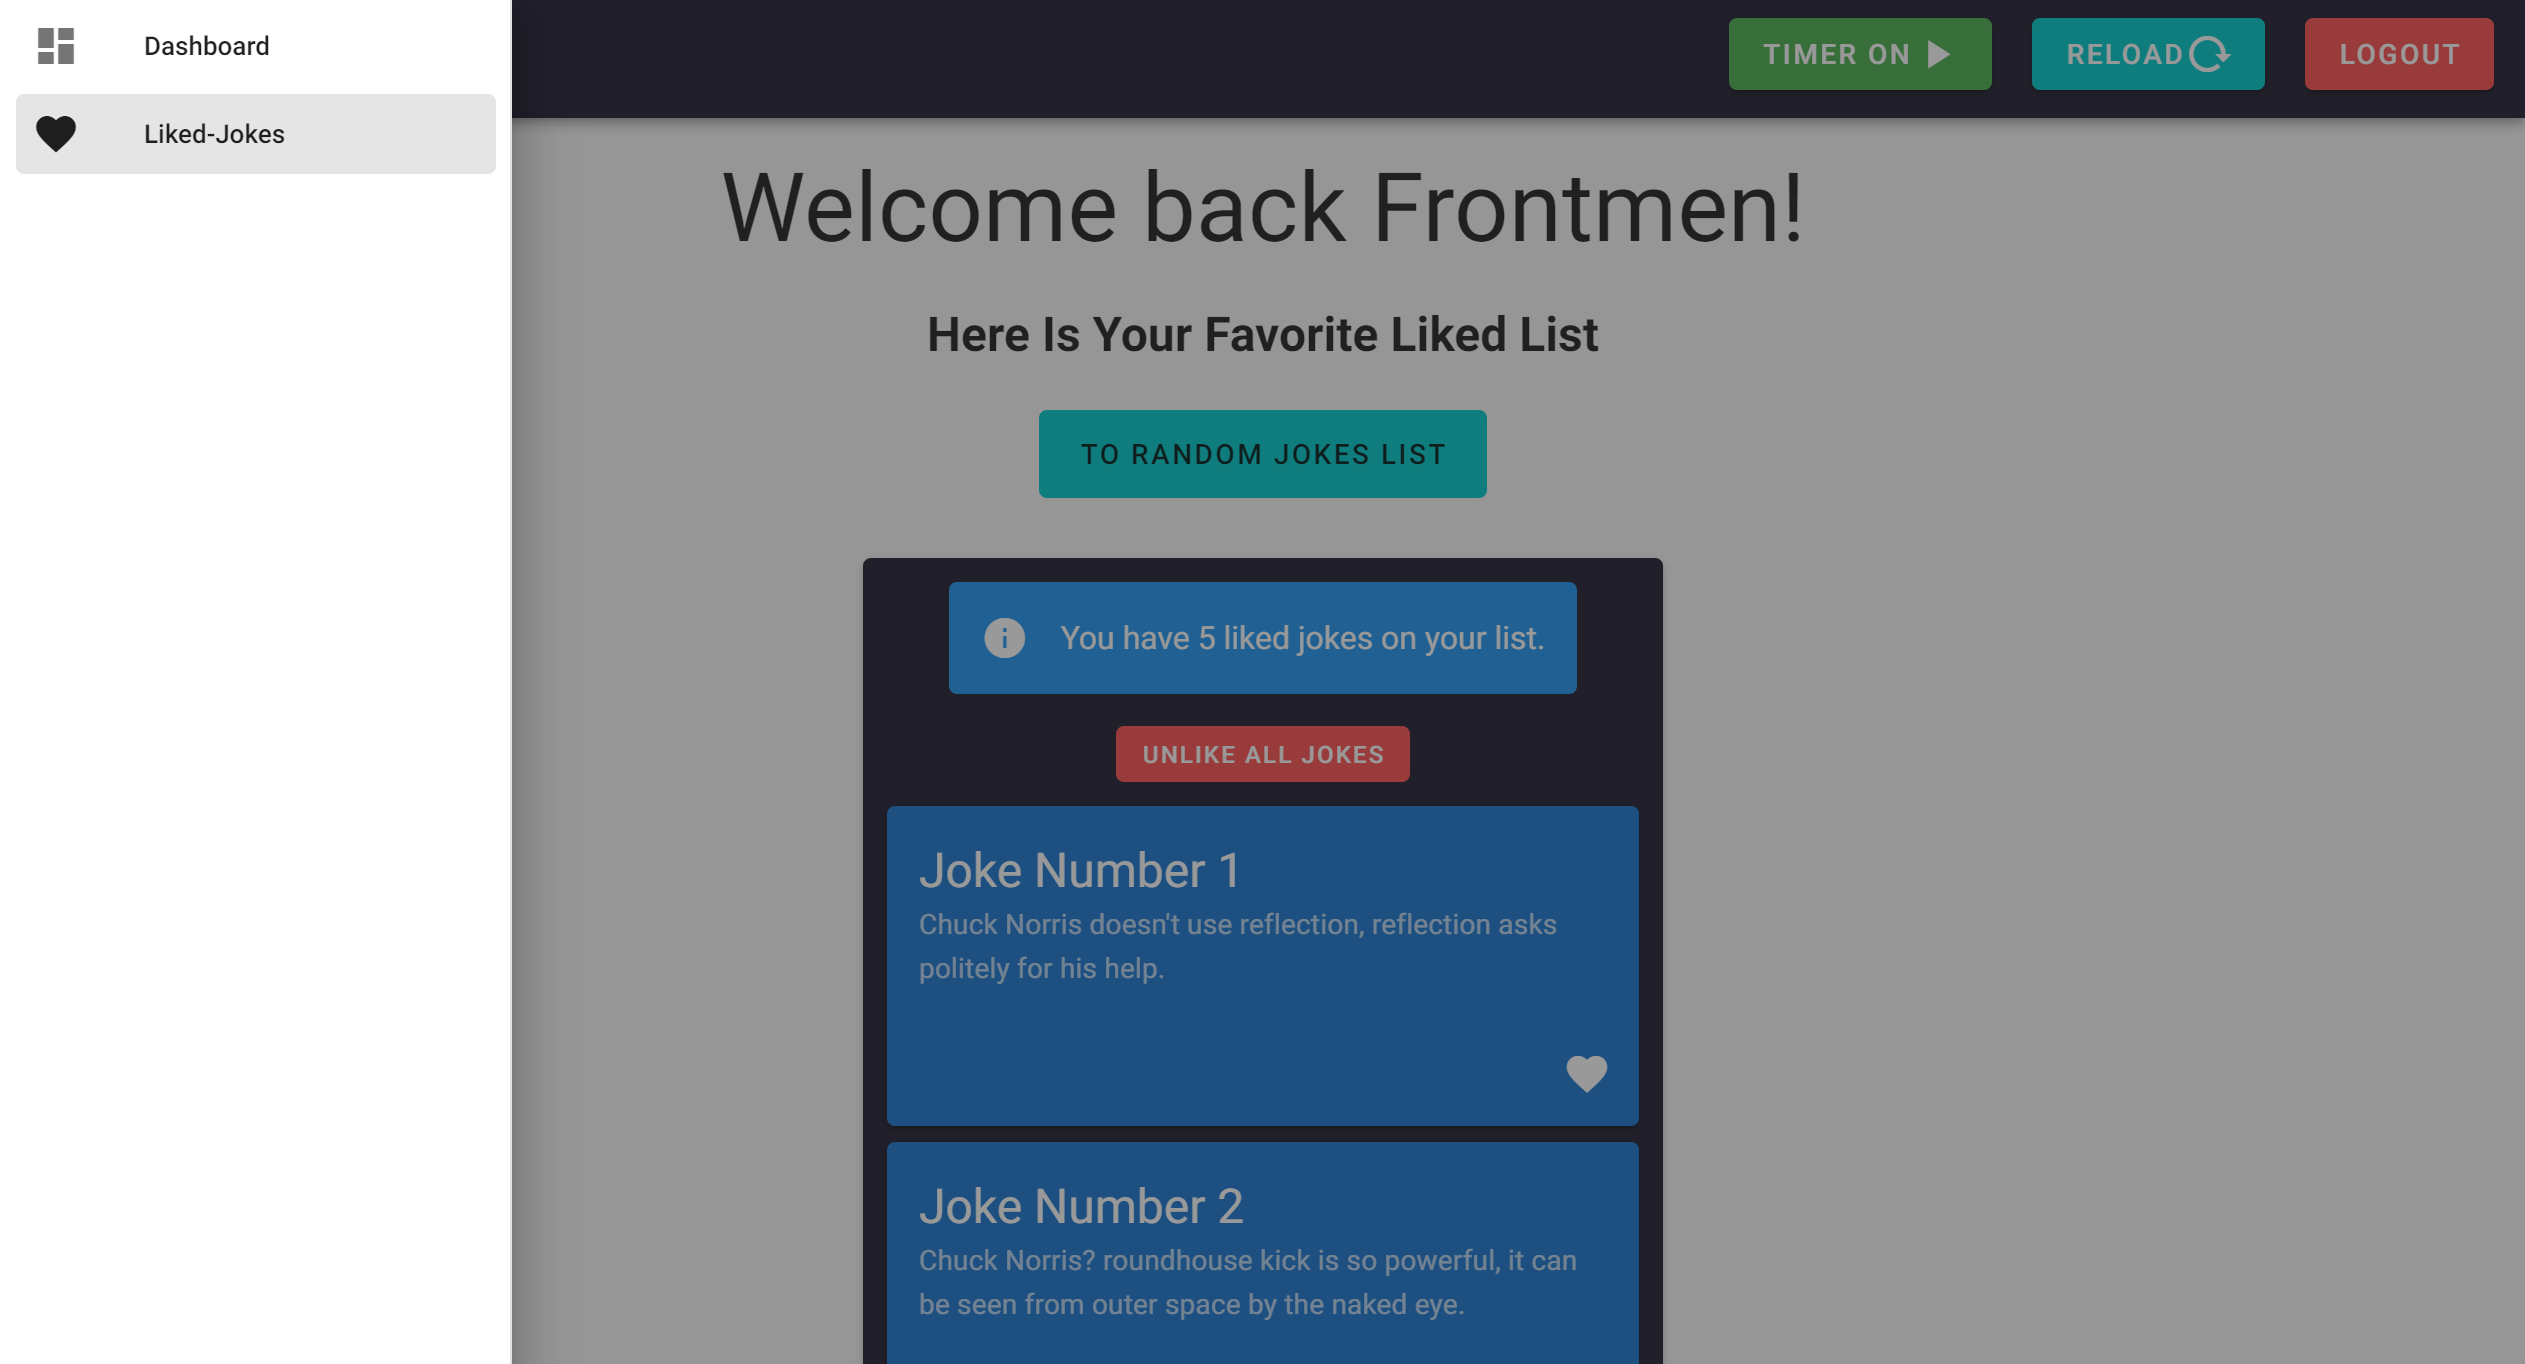 Dashboard
Liked-Jokes
TIMER ON
RELOAD
LOGOUT
Welcome back Frontmen!
Here Is Your Favorite Liked List
TO RANDOM JOKES LIST
You have 5 liked jokes on your list.
UNLIKE ALL JOKES
Joke Number 1
Chuck Norris doesn't use reflection, reflection asks
politely for his help.
Joke Number 2
Chuck Norris? roundhouse kick is so powerful, it can
be seen from outer space by the naked eye.